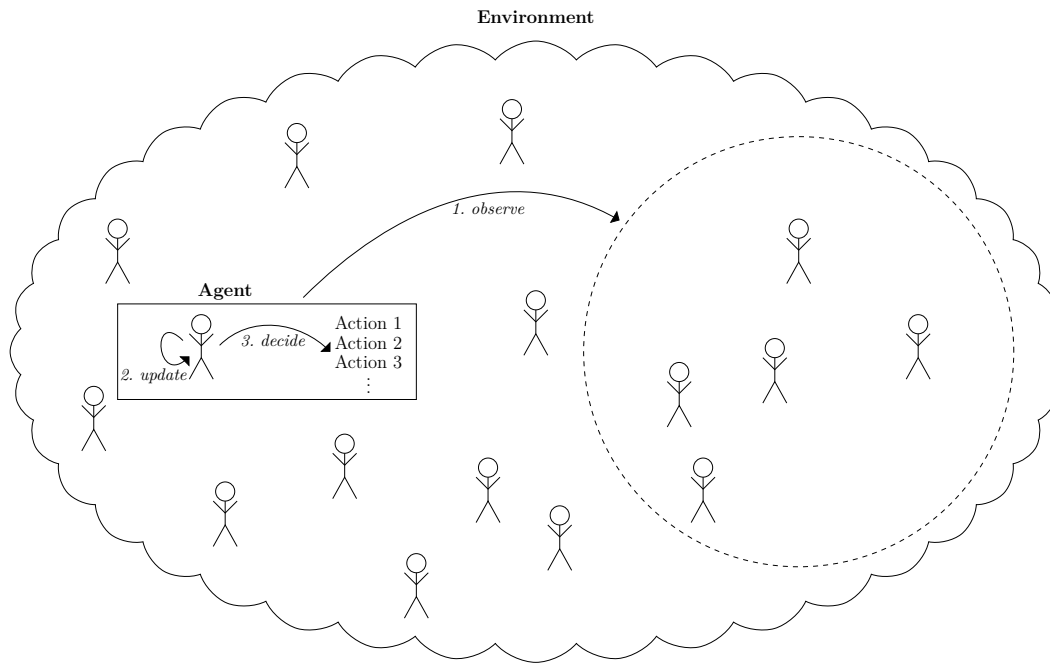 Environment
1. observe
Agent
Action 1
3. decide
Action 2
Action 3
2. update
⋮